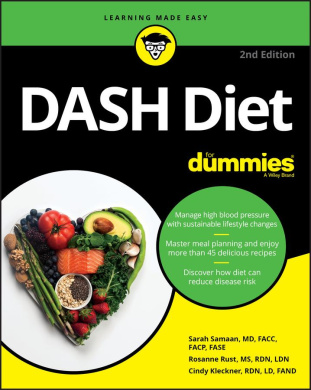 LEARNING MADE EASY
2nd Edition
DASH Diet
for
dummies
A Wiley Brand
Manage high blood pressure
with sustainable lifestyle changes
Master meal planning and enjoy
more than 45 delicious recipes
Discover how diet can
reduce disease risk
Sarah Samaan, MD, FACC,
FACP, FASE
Rosanne Rust, MS, RDN, LDN
Cindy Kleckner, RDN, LD, FAND